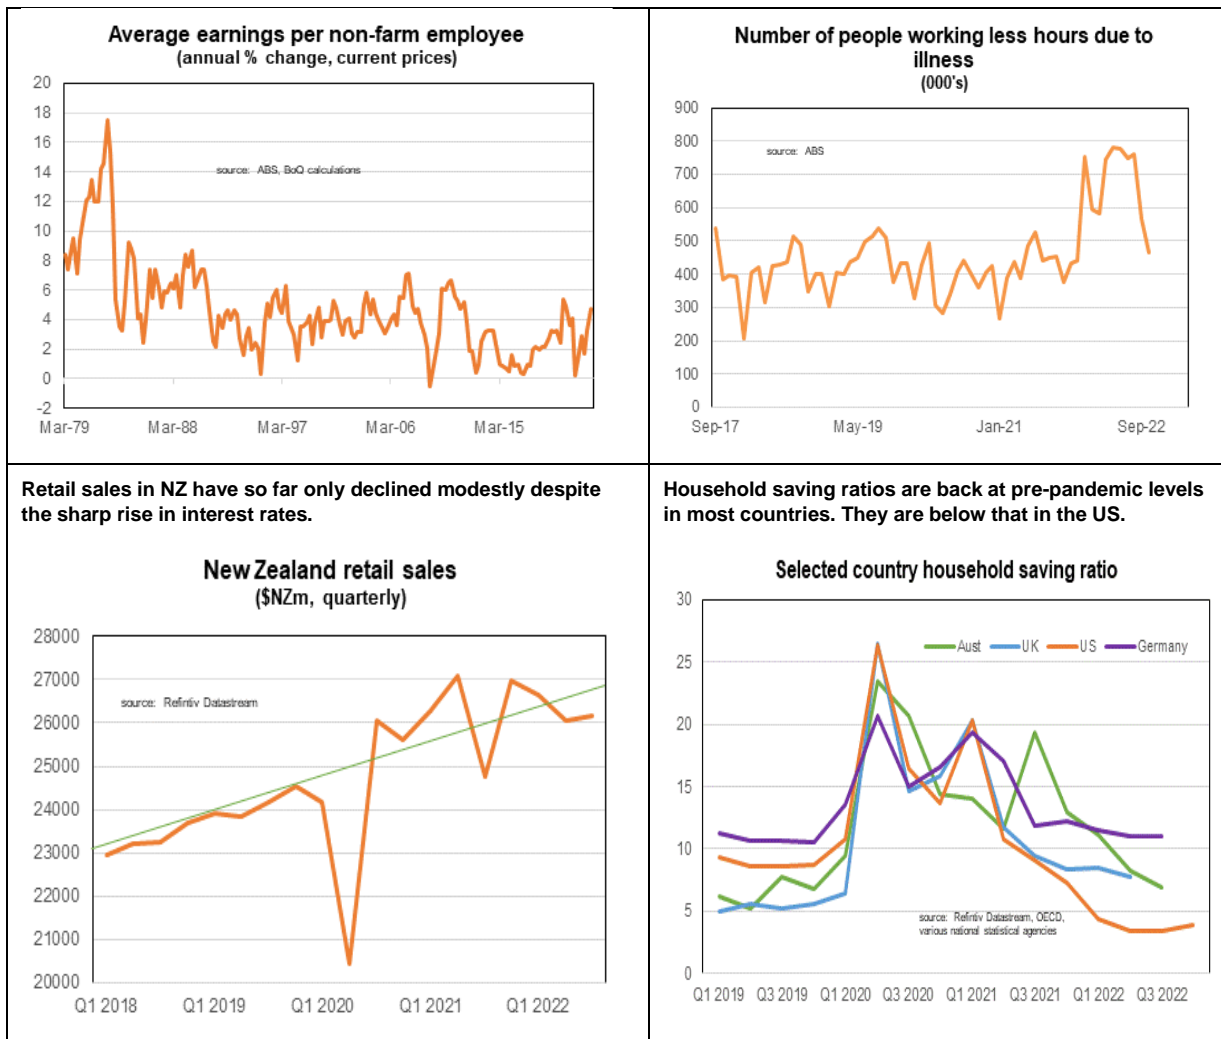 Average earnings per non-farm employee
(annual % change, current prices)
20
18
16
14
12
10
8
6
4
2
0
-2
source: ABS, BoQ calculations
Mar-79 Mar-88 Mar-97 Mar-06 Mar-15
Number of people working less hours due to
illness
(000's)
900
800
700
600
500
400
300
200
100
0
source: ABS
Sep-17 May-19 Jan-21 Sep-22
Retail sales in NZ have so far only declined modestly despite
the sharp rise in interest rates.
New Zealand retail sales
($NZm, quarterly)
28000
27000
26000
25000
24000
23000
22000
21000
20000
source: Refintiv Datastream
Q1 2018 Q1 2019 Q1 2020 Q1 2021 Q1 2022
Household saving ratios are back at pre-pandemic levels
in most countries. They are below that in the US.
Selected country household saving ratio
30
25
20
15
10
5
0
Aust UK US Germany
source: Refintiv Datastream, OECD,
various national statistical agencies
Q1 2019 Q3 2019 Q1 2020 Q3 2020 Q1 2021 Q3 2021 Q1 2022 Q3 2022